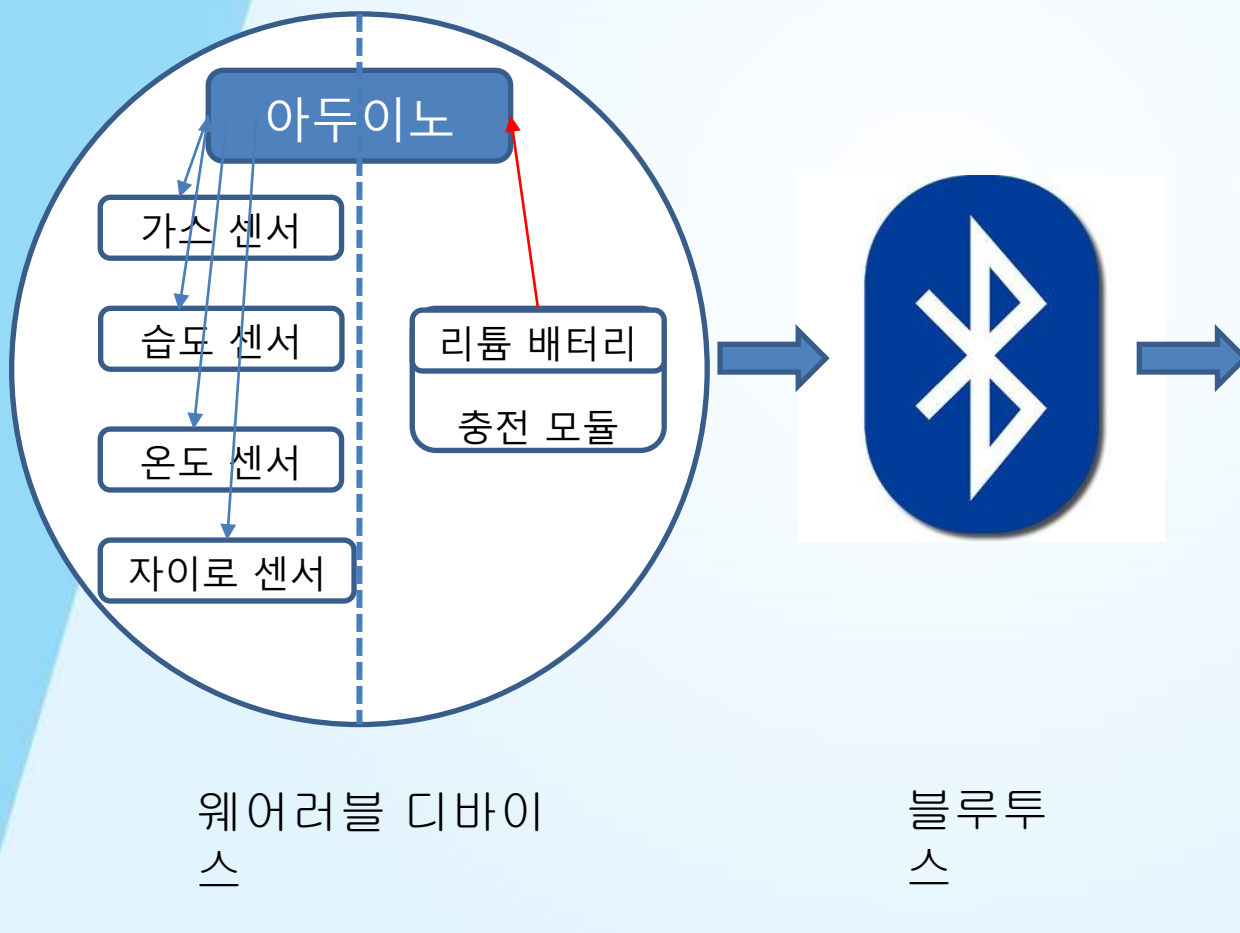 아두이노
가스 센서
습도 센서
온도 센서
자이로 센서
리튬 배터리
충전 모듈
웨어러블 디바이
스
블루투
스